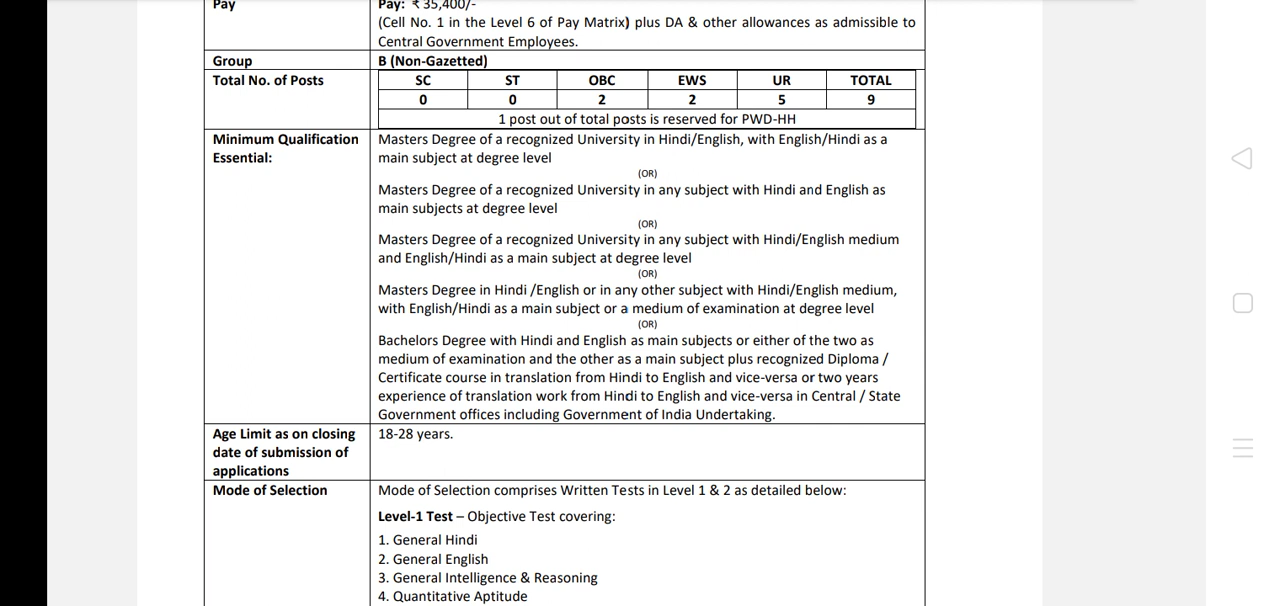 Pay
Pay: ₹ 35,400/-
(Cell No. 1 in the Level 6 of Pay Matrix) plus DA & other allowances as admissible to
Central Government Employees.
Group
B (Non-Gazetted)
Total No. of Posts
SC ST OBC EWS UR TOTAL
0 0 2 2 5 9
1 post out of total posts is reserved for PWD-HH
Minimum Qualification
Essential:
Masters Degree of a recognized University in Hindi/English, with English/Hindi as a
main subject at degree level
(OR)
Masters Degree of a recognized University in any subject with Hindi and English as
main subjects at degree level
(OR)
Masters Degree of a recognized University in any subject with Hindi/English medium
and English/Hindi as a main subject at degree level
(OR)
Masters Degree in Hindi /English or in any other subject with Hindi/English medium,
with English/Hindi as a main subject or a medium of examination at degree level
(OR)
Bachelors Degree with Hindi and English as main subjects or either of the two as
medium of examination and the other as a main subject plus recognized Diploma /
Certificate course in translation from Hindi to English and vice-versa or two years
experience of translation work from Hindi to English and vice-versa in Central / State
Government offices including Government of India Undertaking.
Age Limit as on closing
date of submission of
applications
18-28 years.
Mode of Selection
Mode of Selection comprises Written Tests in Level 1 & 2 as detailed below:
Level-1 Test – Objective Test covering:
1. General Hindi
2. General English
3. General Intelligence & Reasoning
4. Quantitative Aptitude